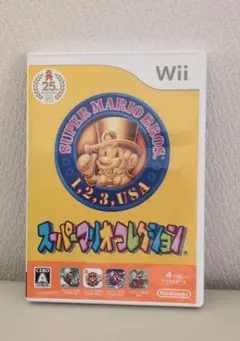 25
Wii
SUPER MARIO BROS.
1, 2, 3, USA
スーパーマリオコレクション
CERO
A
Nintendo